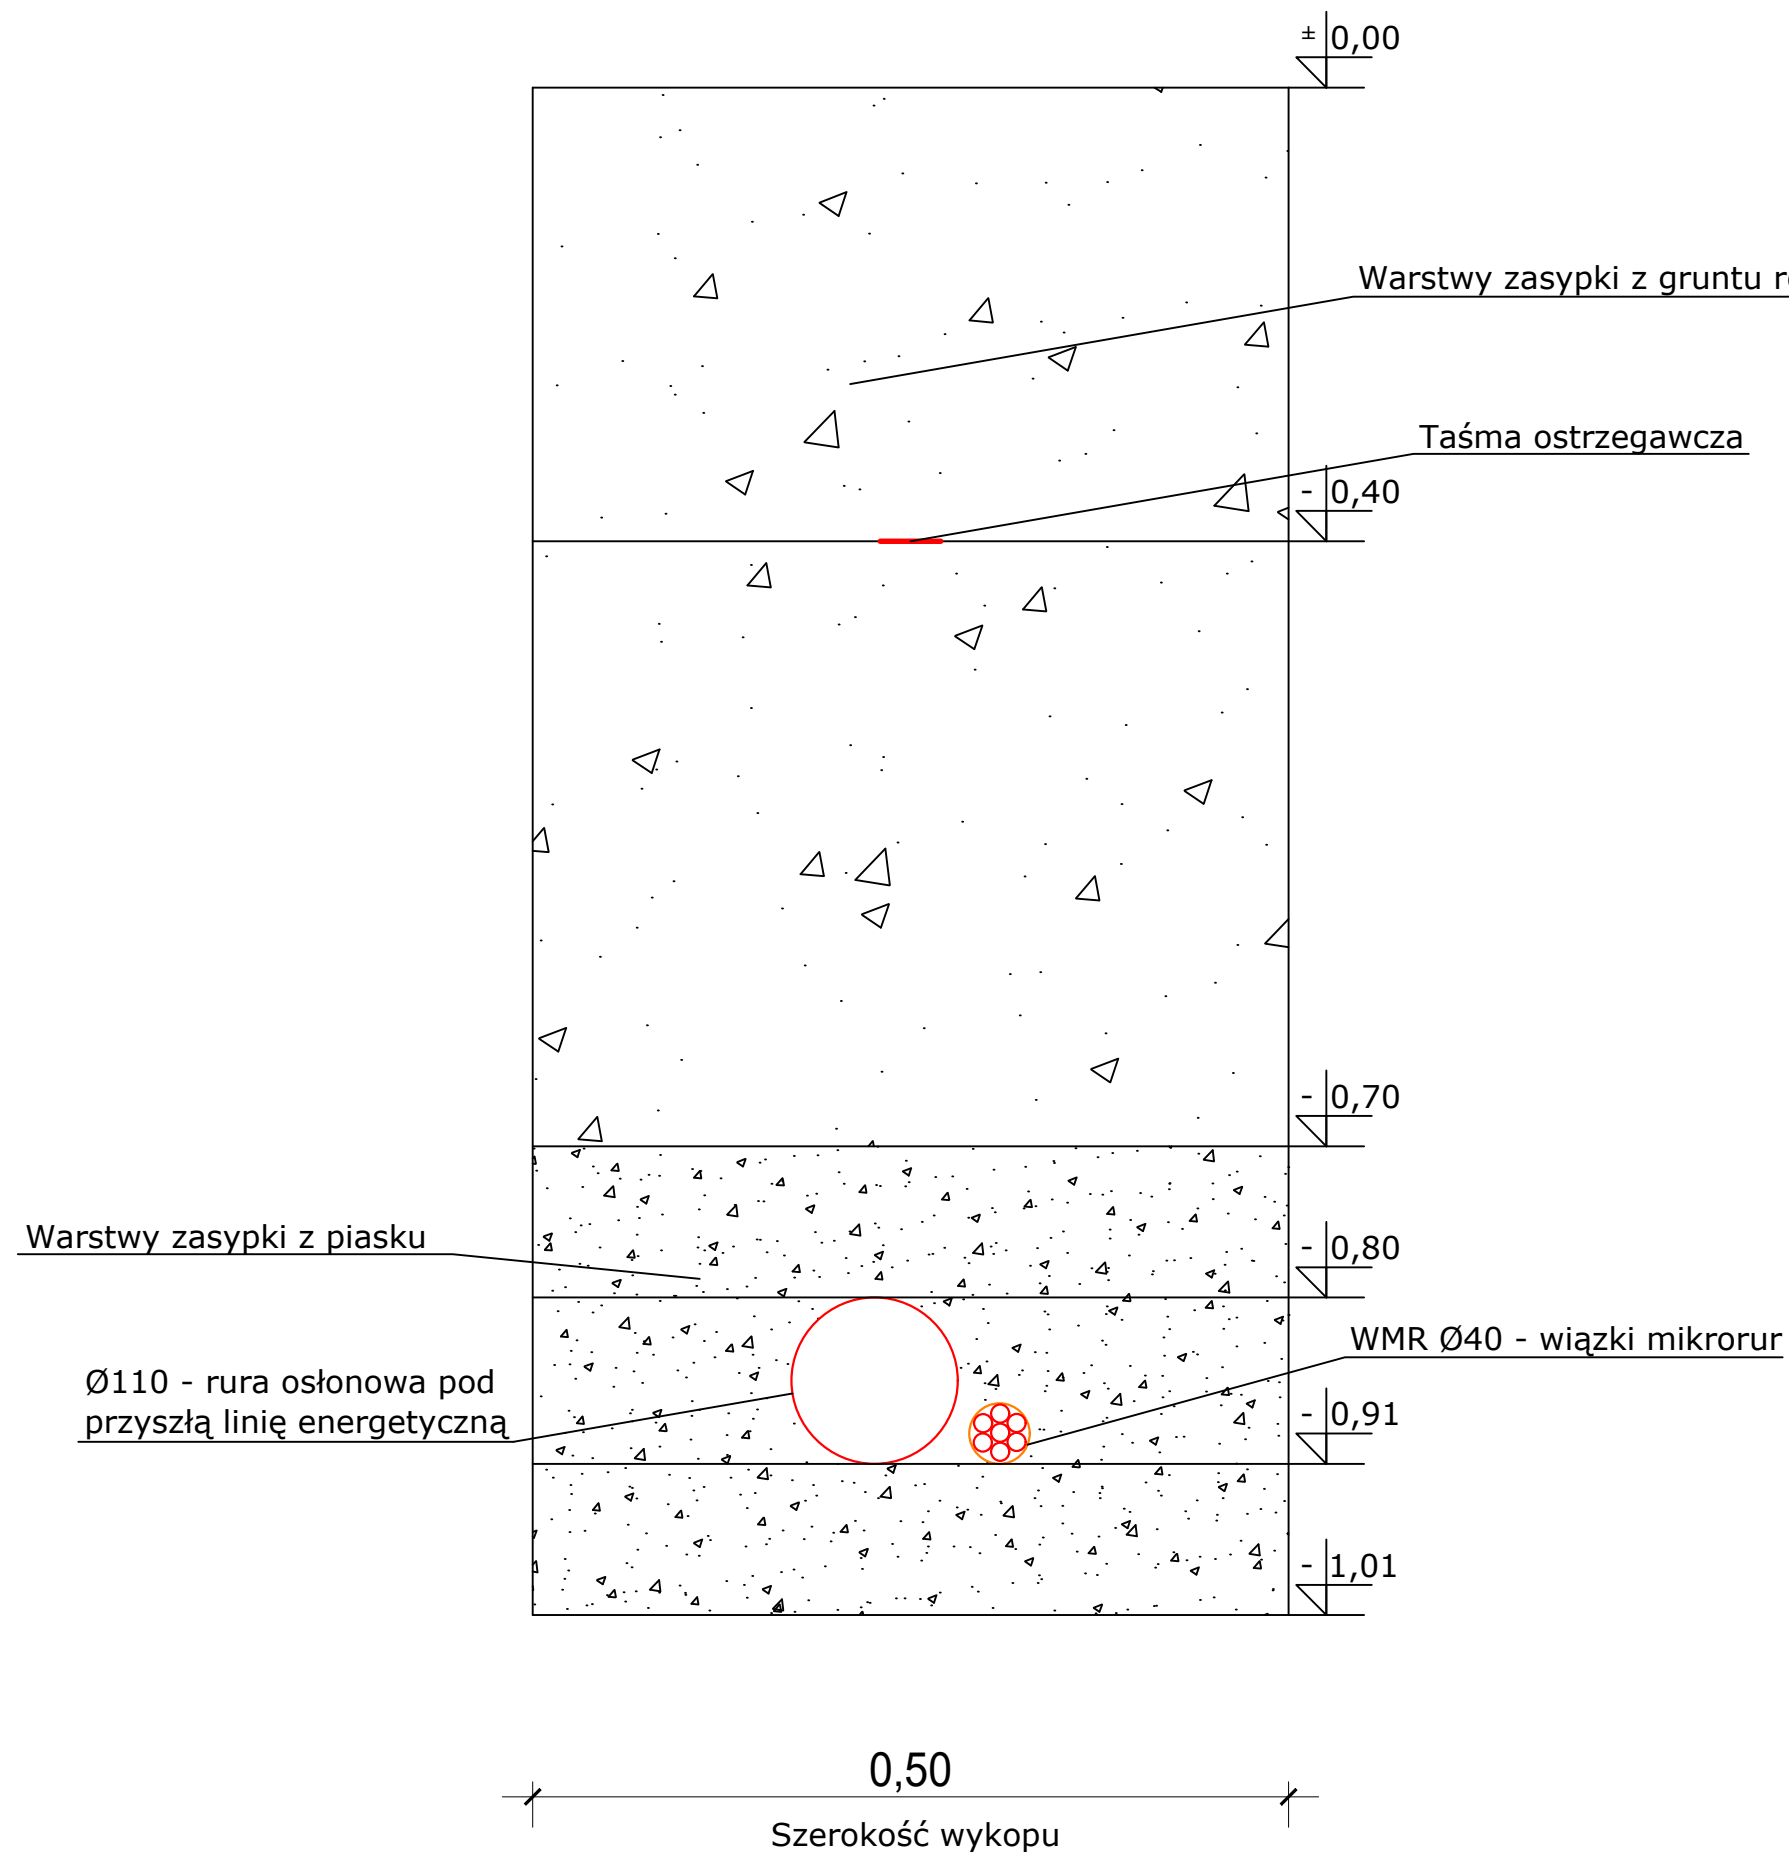 ± 0,00
Warstwy zasypki z gruntu
Taśma ostrzegawcza
- 0,40
- 0,70
Warstwy zasypki z piasku
- 0,80
WMR Ø40 - wiązki mikrorur
Ø110 - rura osłonowa pod
przyszłą linię energetyczną
- 0,91
- 1,01
0,50
Szerokość wykopu